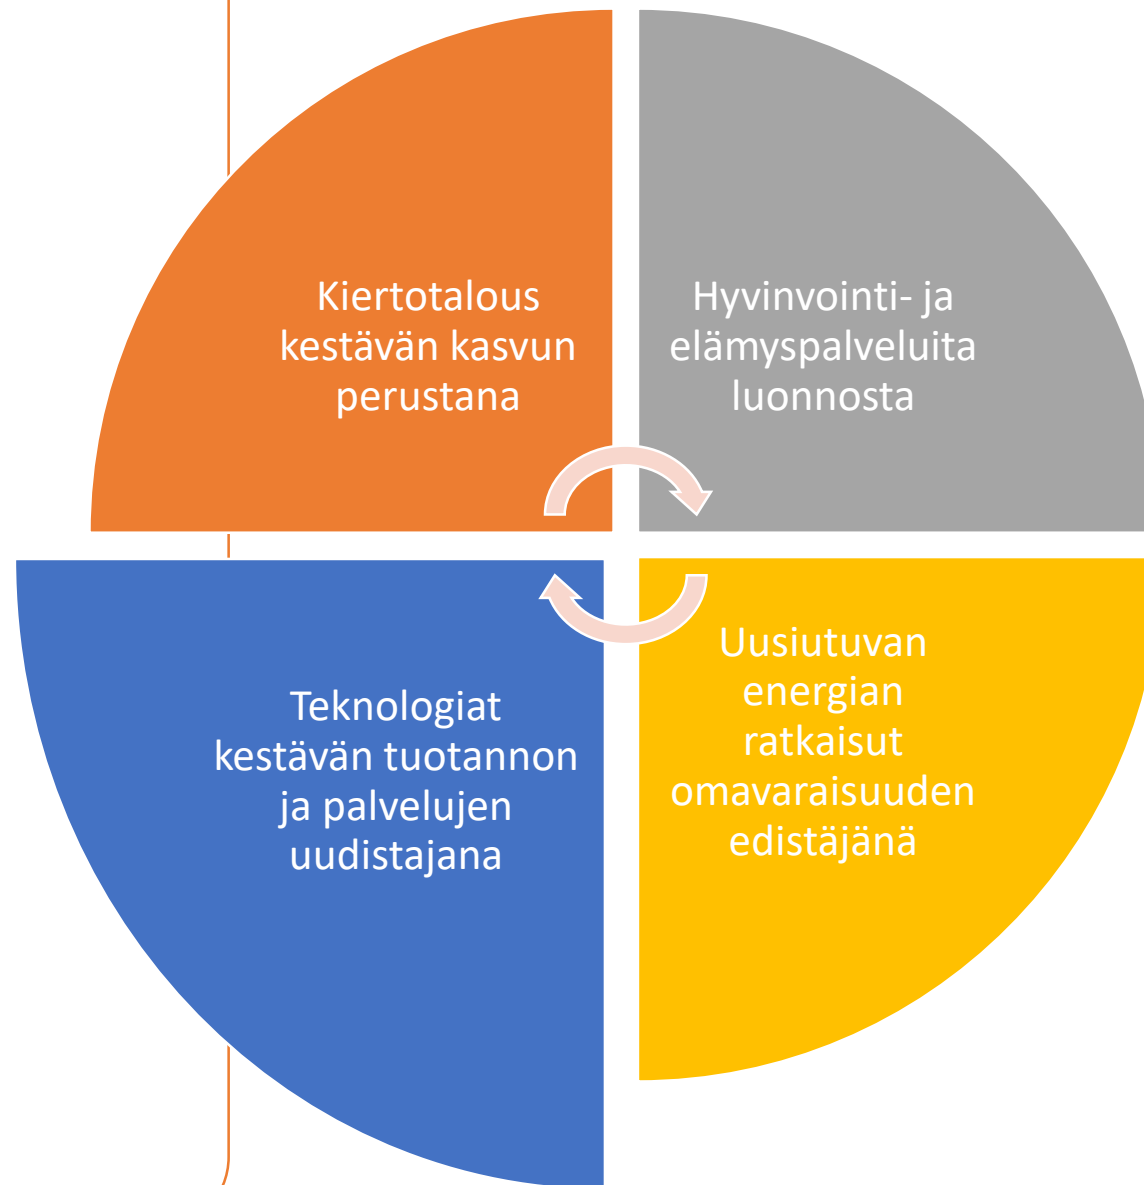 Kiertotalous
kestävän kasvun
perustana
Hyvinvointi- ja
elämyspalveluita
luonnosta
Teknologiat
kestävän tuotannon
ja palvelujen
uudistajana
Uusiutuvan
energian
ratkaisut
omavaraisuuden
edistäjänä